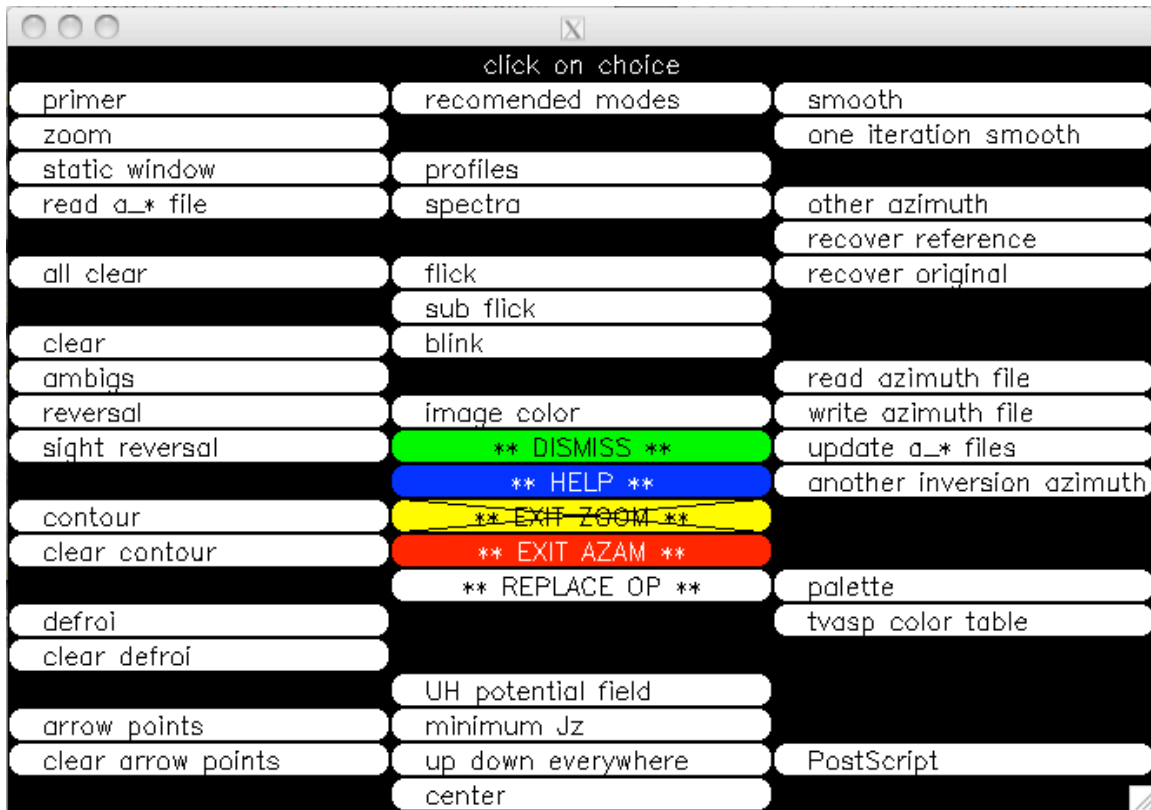 click on choice
primer
recomended modes
smooth
zoom
one iteration smooth
static window
profiles
read a_* file
spectra
other azimuth
recover reference
all clear
flick
recover original
sub flick
clear
blink
ambigs
read azimuth file
reversal
image color
write azimuth file
sight reversal
** DISMISS **
update a_* files
** HELP **
another inversion azimuth
contour
** EXIT ZOOM **
clear contour
** EXIT AZAM **
** REPLACE OP **
palette
defroi
tvasp color table
clear defroi
UH potential field
arrow points
minimum Jz
clear arrow points
up down everywhere
PostScript
center